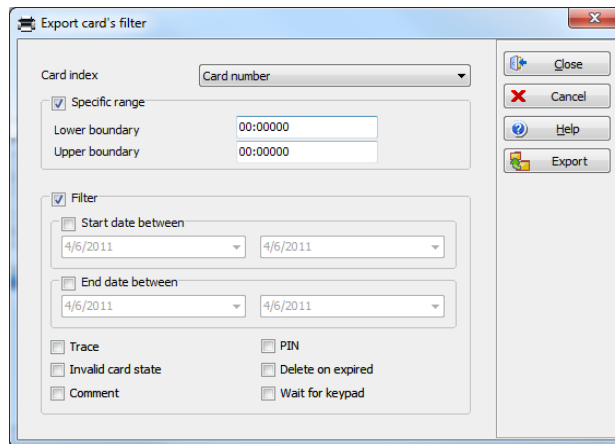 Export card's filter
Card index
Card number
Specific range
Lower boundary
00:00000
Upper boundary
00:00000
Filter
Start date between
4/6/2011
4/6/2011
End date between
4/6/2011
4/6/2011
Trace
PIN
Invalid card state
Delete on expired
Comment
Wait for keypad
Close
Cancel
Help
Export